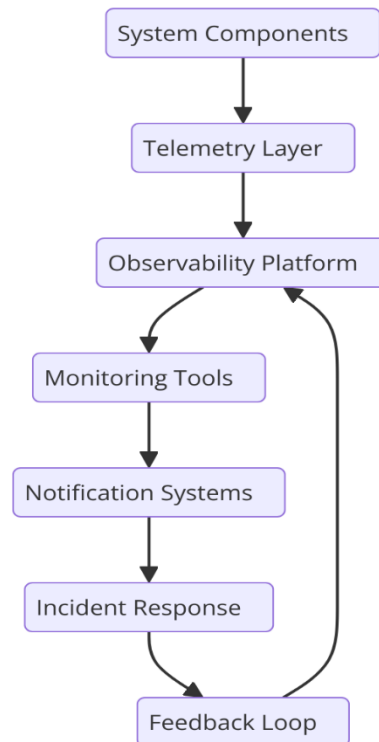 System Components
Telemetry Layer
Observability Platform
Monitoring Tools
Notification Systems
Incident Response
Feedback Loop